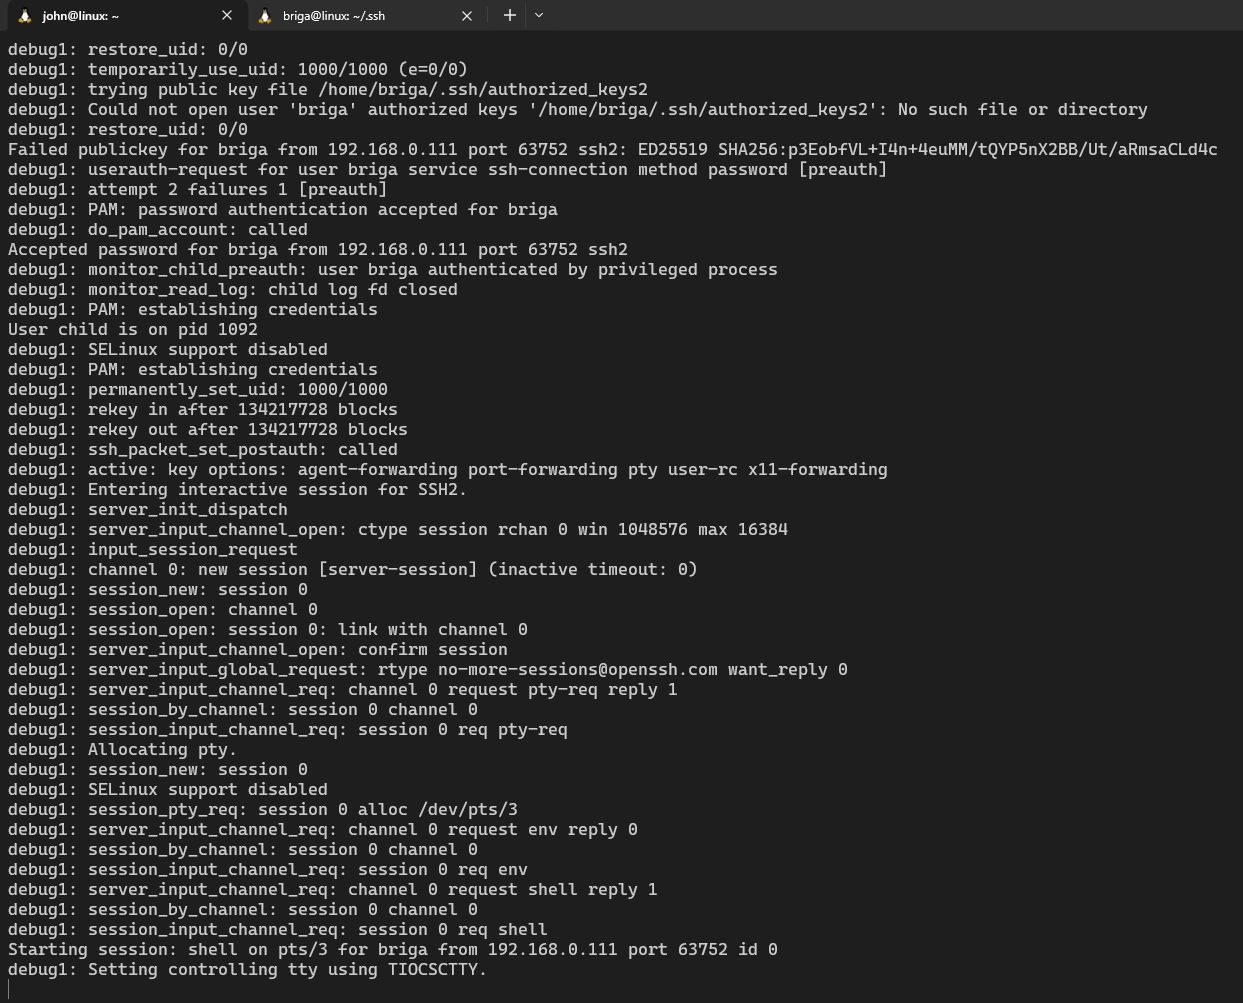 john@linux: ~
briga@linux: ~/.ssh
debug1: restore_uid: 0/0
debug1: temporarily_use_uid: 1000/1000 (e=0/0)
debug1: trying public key file /home/briga/.ssh/authorized_keys2
debug1: Could not open user 'briga' authorized keys '/home/briga/.ssh/authorized_keys2': No such file or directory
debug1: restore_uid: 0/0
Failed publickey for briga from 192.168.0.111 port 63752 ssh2: ED25519 SHA256:p3EobfVL+I4n+4euMM/tQYP5nX2BB/Ut/aRmsaCLd4c
debug1: userauth-request for user briga service ssh-connection method password [preauth]
debug1: attempt 2 failures 1 [preauth]
debug1: PAM: password authentication accepted for briga
debug1: do_pam_account: called
Accepted password for briga from 192.168.0.111 port 63752 ssh2
debug1: monitor_child_preauth: user briga authenticated by privileged process
debug1: monitor_read_log: child log fd closed
debug1: PAM: establishing credentials
User child is on pid 1092
debug1: SELinux support disabled
debug1: PAM: establishing credentials
debug1: permanently_set_uid: 1000/1000
debug1: rekey in after 134217728 blocks
debug1: rekey out after 134217728 blocks
debug1: ssh_packet_set_postauth: called
debug1: active: key options: agent-forwarding port-forwarding pty user-rc x11-forwarding
debug1: Entering interactive session for SSH2.
debug1: server_init_dispatch
debug1: server_input_channel_open: ctype session rchan 0 win 1048576 max 16384
debug1: input_session_request
debug1: channel 0: new session [server-session] (inactive timeout: 0)
debug1: session_new: session 0
debug1: session_open: channel 0
debug1: session_open: session 0: link with channel 0
debug1: server_input_channel_open: confirm session
debug1: server_input_global_request: rtype no-more-sessions@openssh.com want_reply 0
debug1: server_input_channel_req: channel 0 request pty-req reply 1
debug1: session_by_channel: session 0 channel 0
debug1: session_input_channel_req: session 0 req pty-req
debug1: Allocating pty.
debug1: session_new: session 0
debug1: SELinux support disabled
debug1: session_pty_req: session 0 alloc /dev/pts/3
debug1: server_input_channel_req: channel 0 request env reply 0
debug1: session_by_channel: session 0 channel 0
debug1: session_input_channel_req: session 0 req env
debug1: server_input_channel_req: channel 0 request shell reply 1
debug1: session_by_channel: session 0 channel 0
debug1: session_input_channel_req: session 0 req shell
Starting session: shell on pts/3 for briga from 192.168.0.111 port 63752 id 0
debug1: Setting controlling tty using TIOCSCTTY.